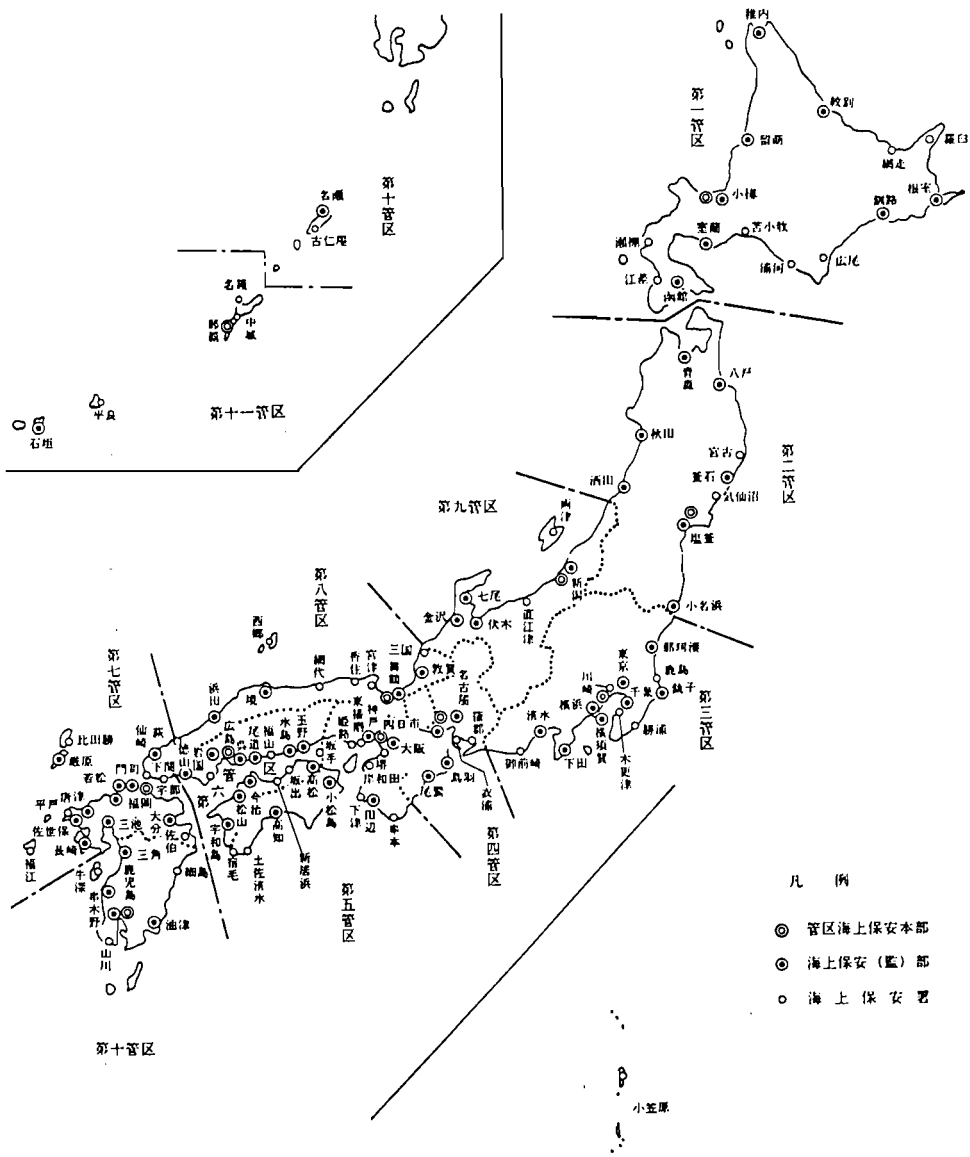 稚内
紋別
羅臼
網走
根室
釧路
広尾
浦河
苫小牧
室蘭
小樽
留萌
第一管区
瀬棚
江差
函館
青森
八戸
宮古
釜石
気仙沼
塩釜
秋田
酒田
第二管区
小名浜
第九管区
両津
新潟
直江津
伏木
七尾
金沢
那珂湊
鹿島
銚子
第三管区
東京
千葉
川崎
横浜
横須賀
木更津
勝浦
下田
清水
御前崎
第四管区
名古屋
蒲郡
衣浦
四日市
鳥羽
尾鷲
第八管区
三国
敦賀
舞鶴
宮津
香住
網代
境
西郷
浜田
第五管区
大阪
堺
岸和田
神戸
東播磨
姫路
下津
田辺
串本
坂手
高松
小松島
坂出
高知
土佐清水
宿毛
新居浜
第六管区
玉野
水島
福山
尾道
呉
広島
岩国
徳山
今治
松山
宇和島
第七管区
仙崎
萩
下関
宇部
門司
若松
福岡
唐津
平戸
佐世保
長崎
福江
厳原
比田勝
三池
大分
佐伯
第十管区
三角
牛深
細島
油津
鹿児島
串木野
山川
第十管区
名瀬
古仁屋
名護
中城
那覇
平良
石垣
第十一管区
小笠原
凡 例
◎ 管区海上保安本部
海上保安（監）部
○ 海上保安署